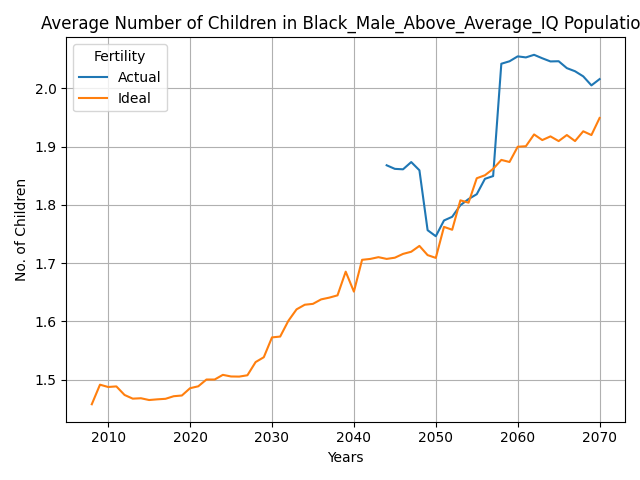 Average Number of Children in Black_Male_Above_Average_IQ Populatio
Fertility
Actual
Ideal
No. of Children
2.0
1.9
1.8
1.7
1.6
1.5
2010 2020 2030 2040 2050 2060 2070
Years